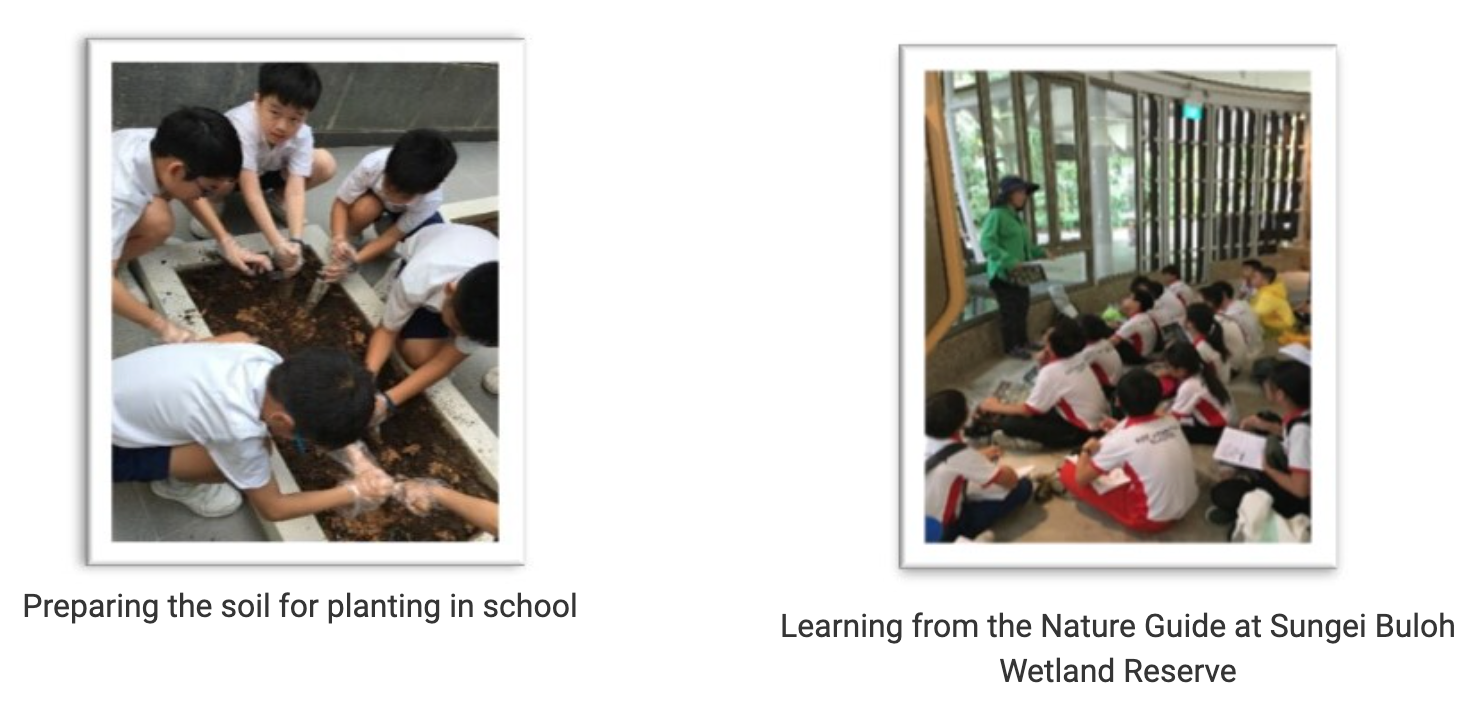 Preparing the soil for planting in school
Learning from the Nature Guide at Sungei Buloh
Wetland Reserve